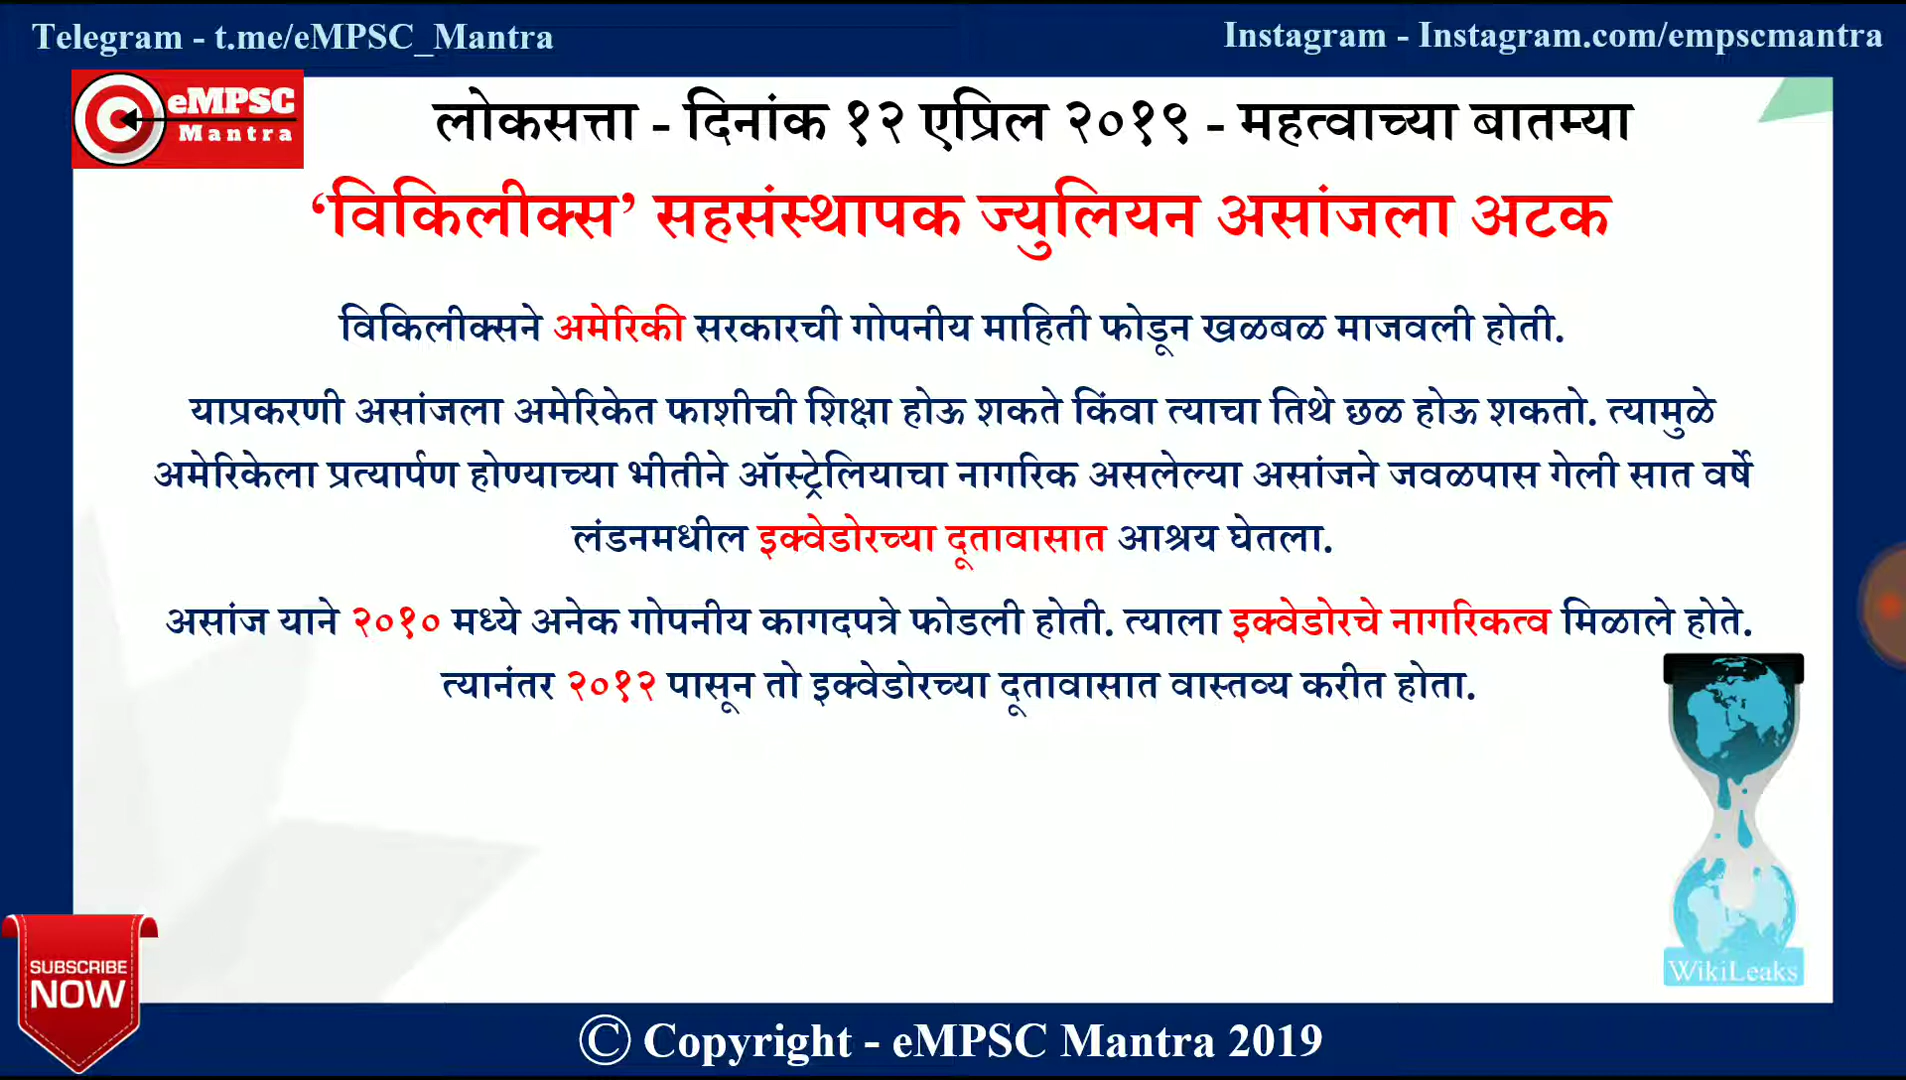 Telegram - t.me/eMPSC_Mantra
Instagram - Instagram.com/empscmantra
eMPSC
Mantra
लोकसत्ता - दिनांक १२ एप्रिल २०१९ - महत्वाच्या बातम्या
‘विकिलीक्स’ सहसंस्थापक ज्युलियन असांजला अटक
विकिलीक्सने अमेरिकी सरकारची गोपनीय माहिती फोडून खळबळ माजवली होती.
याप्रकरणी असांजला अमेरिकेत फाशीची शिक्षा होऊ शकते किंवा त्याचा तिथे छळ होऊ शकतो. त्यामुळे
अमेरिकेला प्रत्यार्पण होण्याच्या भीतीने ऑस्ट्रेलियाचा नागरिक असलेल्या असांजने जवळपास गेली सात वर्षे
लंडनमधील इक्वेडोरच्या दूतावासात आश्रय घेतला.
असांज याने २०१० मध्ये अनेक गोपनीय कागदपत्रे फोडली होती. त्याला इक्वेडोरचे नागरिकत्व मिळाले होते.
त्यानंतर २०१२ पासून तो इक्वेडोरच्या दूतावासात वास्तव्य करीत होता.
WikiLeaks
SUBSCRIBE
NOW
© Copyright - eMPSC Mantra 2019